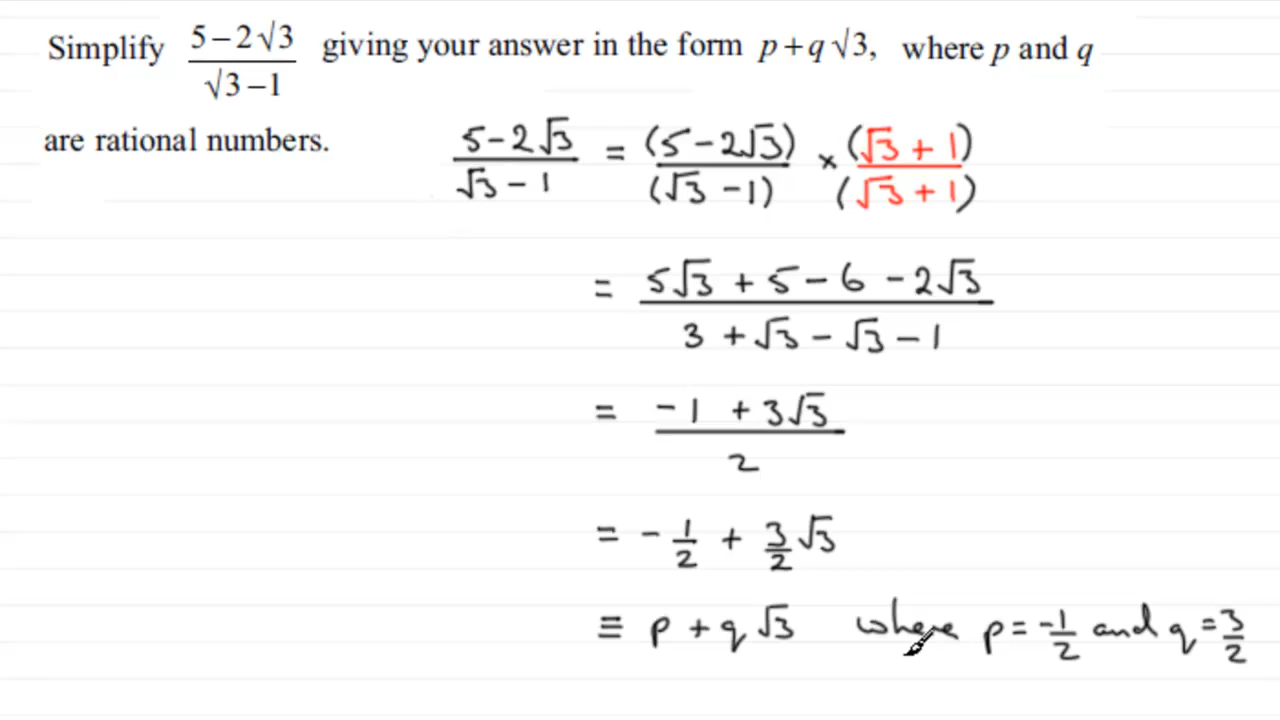 Simplify (5 − 2√3)/(√3 − 1) giving your answer in the form p + q√3, where p and q
are rational numbers.
(5 − 2√3)/(√3 − 1) = (5 − 2√3)/(√3 − 1) × (√3 + 1)/(√3 + 1)
= (5√3 + 5 − 6 − 2√3)/(3 + √3 − √3 − 1)
= (−1 + 3√3)/2
= −1/2 + 3/2 √3
≡ p + q√3 where p = −1/2 and q = 3/2